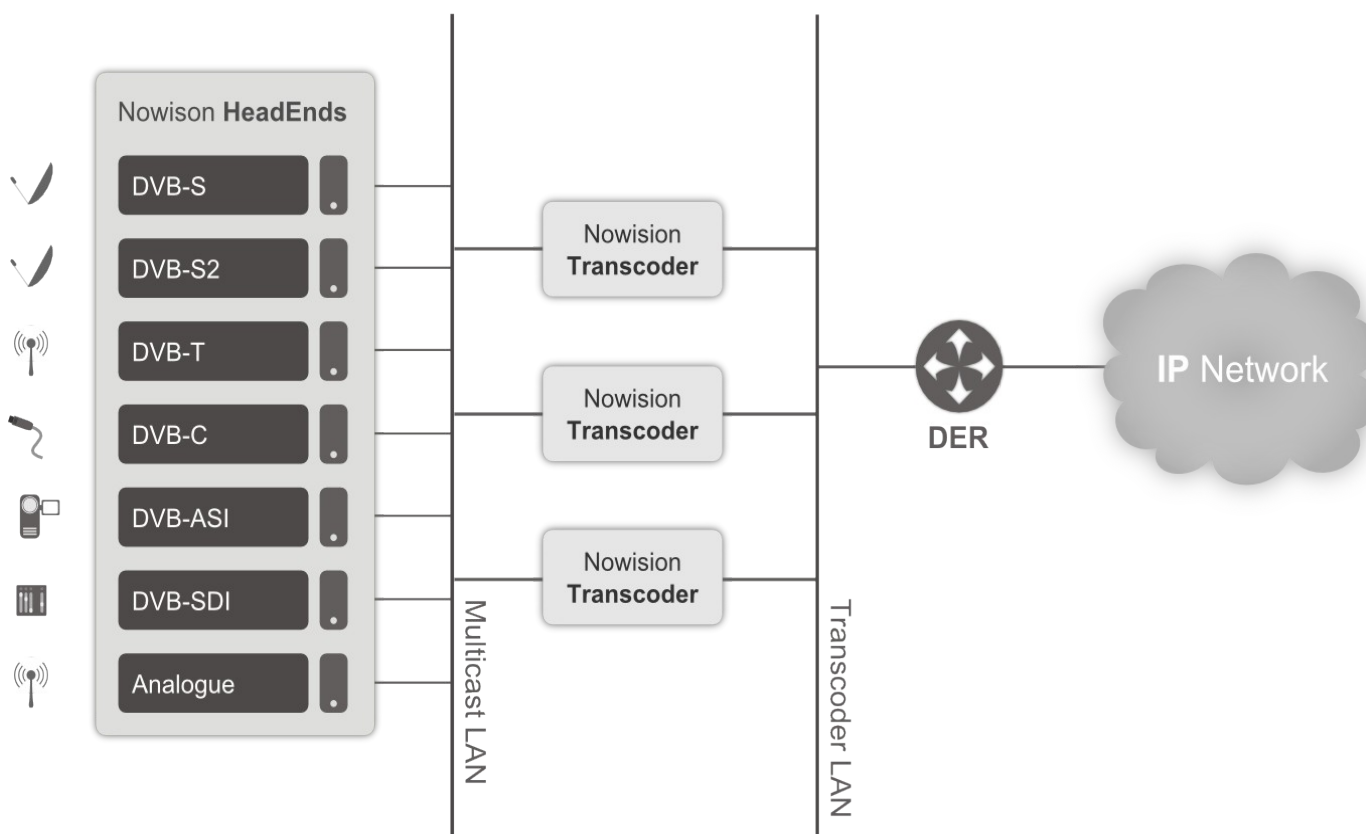 Nowison HeadEnds
DVB-S
DVB-S2
DVB-T
DVB-C
DVB-ASI
DVB-SDI
Analogue
Multicast LAN
Nowision
Transcoder
Nowision
Transcoder
Nowision
Transcoder
Transcoder LAN
DER
IP Network